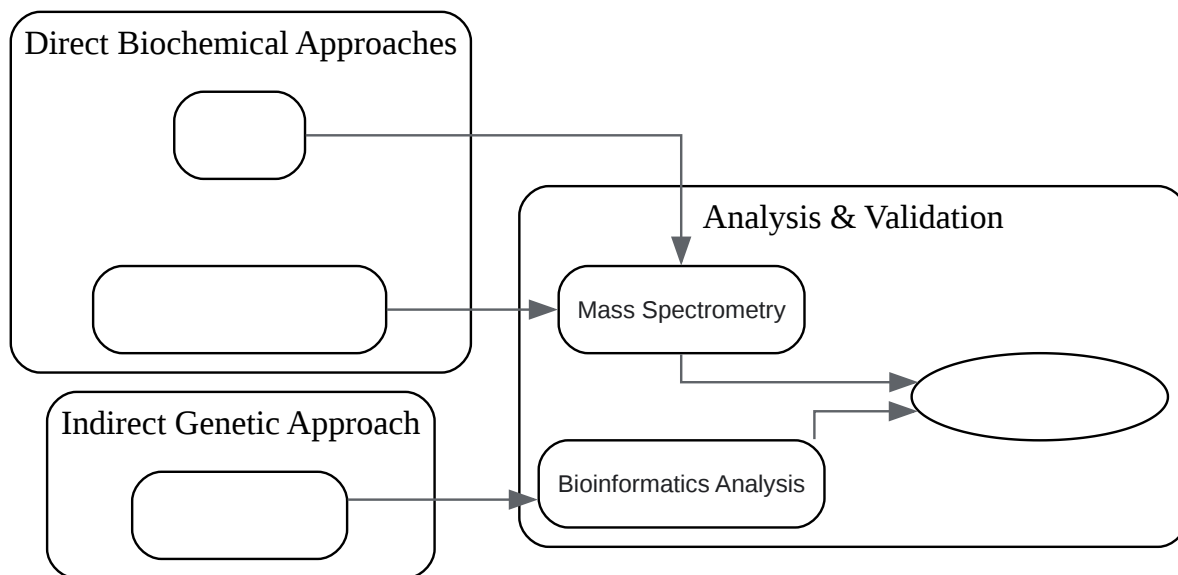 Direct Biochemical Approaches
Analysis & Validation
Mass Spectrometry
Indirect Genetic Approach
Bioinformatics Analysis